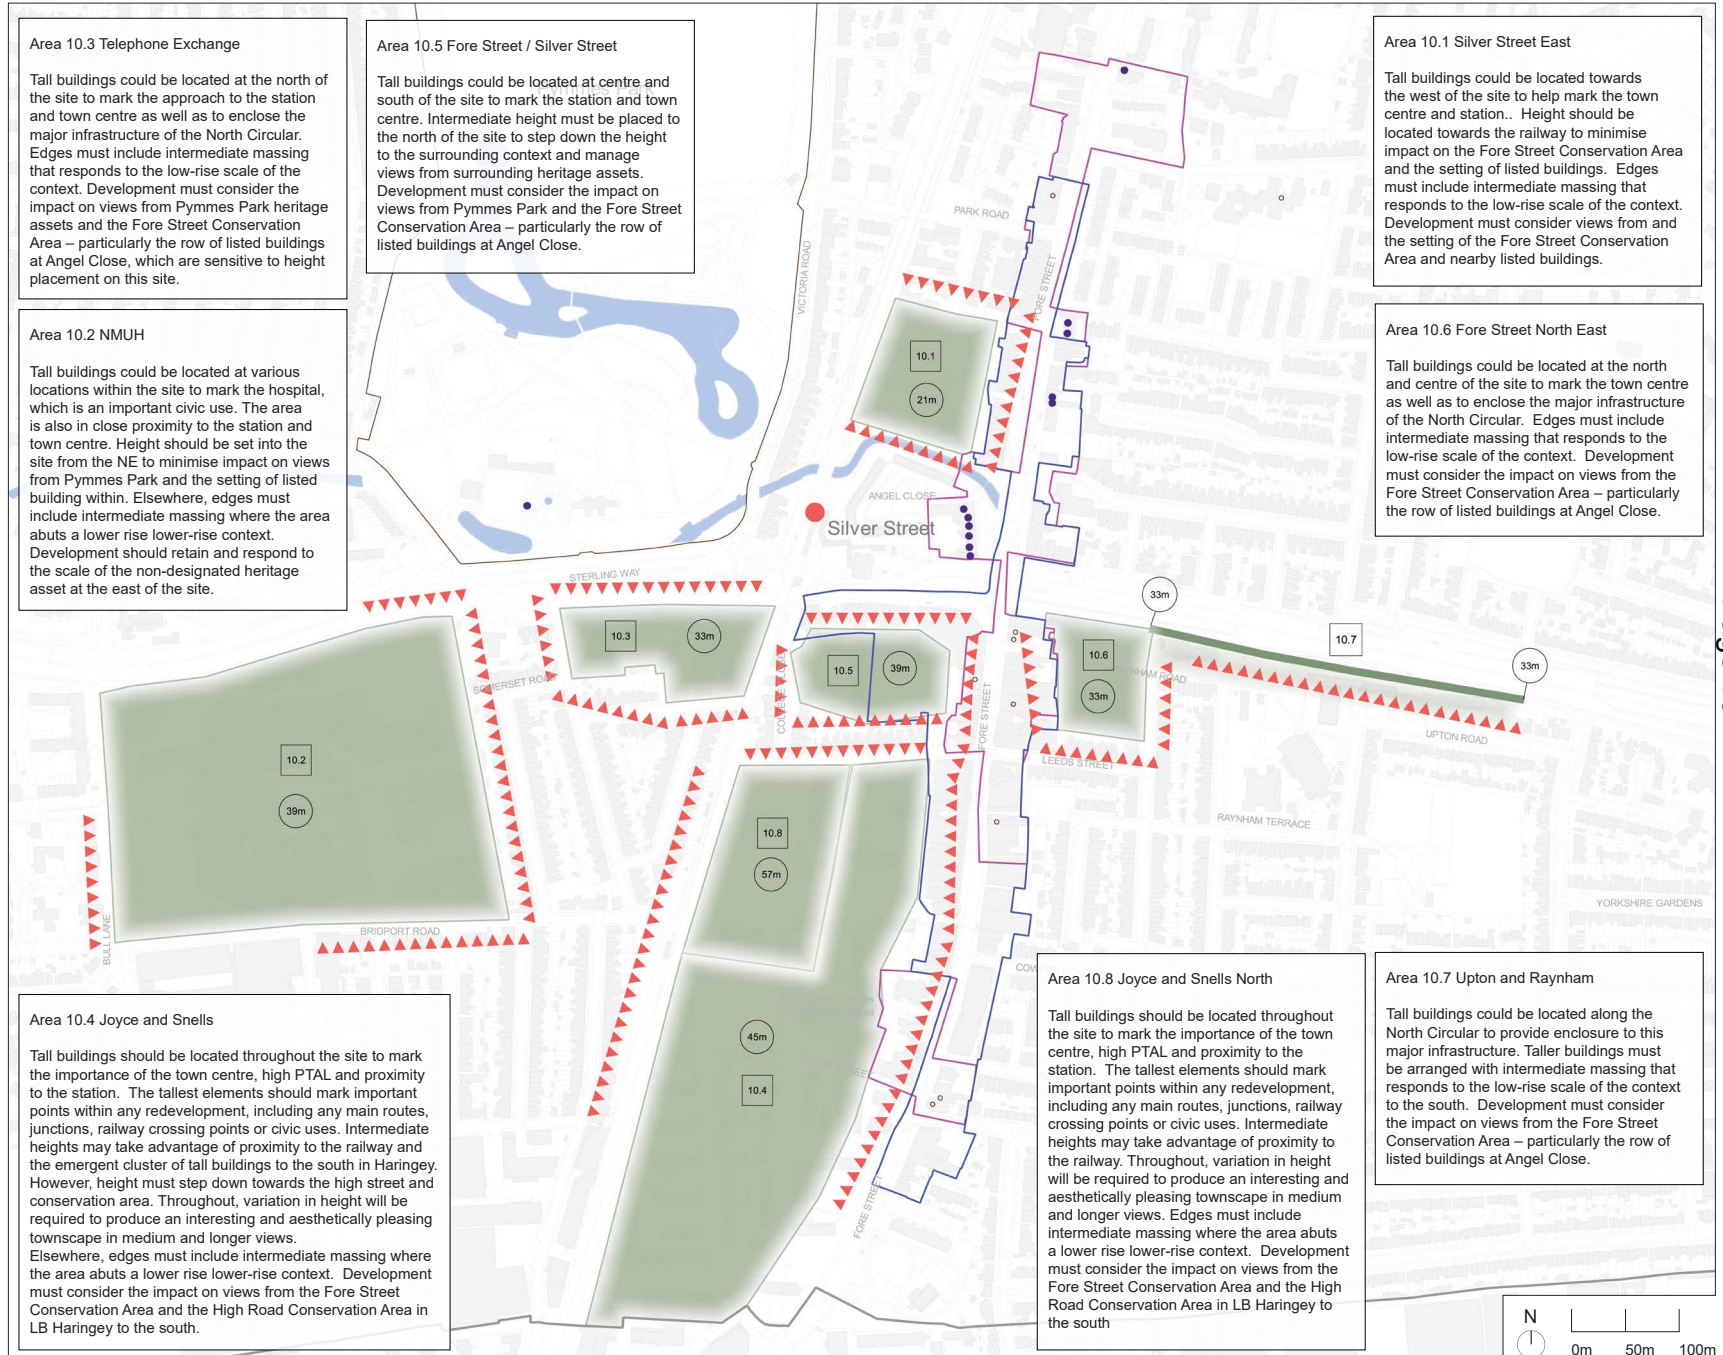 Area 10.3 Telephone Exchange
Tall buildings could be located at the north of
the site to mark the approach to the station
and town centre as well as to enclose the
major infrastructure of the North Circular.
Edges must include intermediate massing
that responds to the low-rise scale of the
context. Development must consider the
impact on views from Pymmes Park heritage
assets and the Fore Street Conservation
Area – particularly the row of listed buildings
at Angel Close, which are sensitive to height
placement on this site.
Area 10.5 Fore Street / Silver Street
Tall buildings could be located at centre and
south of the site to mark the station and town
centre. Intermediate height must be placed to
the north of the site to step down the height
to the surrounding context and manage
views from surrounding heritage assets.
Development must consider the impact on
views from Pymmes Park and the Fore Street
Conservation Area – particularly the row of
listed buildings at Angel Close.
Pymmes Park
Area 10.1 Silver Street East
Tall buildings could be located towards
the west of the site to help mark the town
centre and station.. Height should be
located towards the railway to minimise
impact on the Fore Street Conservation Area
and the setting of listed buildings. Edges
must include intermediate massing that
responds to the low-rise scale of the context.
Development must consider views from and
the setting of the Fore Street Conservation
Area and nearby listed buildings.
Area 10.2 NMUH
Tall buildings could be located at various
locations within the site to mark the hospital,
which is an important civic use. The area
is also in close proximity to the station and
town centre. Height should be set into the
site from the NE to minimise impact on views
from Pymmes Park and the setting of listed
building within. Elsewhere, edges must
include intermediate massing where the area
abuts a lower rise lower-rise context.
Development should retain and respond to
the scale of the non-designated heritage
asset at the east of the site.
Area 10.6 Fore Street North East
Tall buildings could be located at the north
and centre of the site to mark the town centre
as well as to enclose the major infrastructure
of the North Circular. Edges must include
intermediate massing that responds to the
low-rise scale of the context. Development
must consider the impact on views from the
Fore Street Conservation Area – particularly
the row of listed buildings at Angel Close.
PARK ROAD
VICTORIA ROAD
FORE STREET
10.1
21m
ANGEL CLOSE
Silver Street
STERLING WAY
10.3
33m
SOMERSET ROAD
COLLEGE CLOSE
10.5
39m
FORE STREET
10.6
33m
33m
10.7
33m
UPTON ROAD
LEEDS STREET
RAYNHAM TERRACE
YORKSHIRE GARDENS
10.2
39m
BULL LANE
BRIDPORT ROAD
10.8
57m
45m
10.4
FORE STREET
Area 10.4 Joyce and Snells
Tall buildings should be located throughout the site to mark
the importance of the town centre, high PTAL and proximity
to the station. The tallest elements should mark important
points within any redevelopment, including any main routes,
junctions, railway crossing points or civic uses. Intermediate
heights may take advantage of proximity to the railway and
the emergent cluster of tall buildings to the south in Haringey.
However, height must step down towards the high street and
conservation area. Throughout, variation in height will be
required to produce an interesting and aesthetically pleasing
townscape in medium and longer views.
Elsewhere, edges must include intermediate massing where
the area abuts a lower rise lower-rise context. Development
must consider the impact on views from the Fore Street
Conservation Area and the High Road Conservation Area in
LB Haringey to the south.
Area 10.8 Joyce and Snells North
Tall buildings should be located throughout
the site to mark the importance of the town
centre, high PTAL and proximity to the
station. The tallest elements should mark
important points within any redevelopment,
including any main routes, junctions, railway
crossing points or civic uses. Intermediate
heights may take advantage of proximity to
the railway. Throughout, variation in height
will be required to produce an interesting and
aesthetically pleasing townscape in medium
and longer views. Edges must include
intermediate massing where the area abuts
a lower rise lower-rise context. Development
must consider the impact on views from the
Fore Street Conservation Area and the High
Road Conservation Area in LB Haringey to
the south
Area 10.7 Upton and Raynham
Tall buildings could be located along the
North Circular to provide enclosure to this
major infrastructure. Taller buildings must
be arranged with intermediate massing that
responds to the low-rise scale of the context
to the south. Development must consider
the impact on views from the Fore Street
Conservation Area – particularly the row of
listed buildings at Angel Close.
N
0m 50m 100m